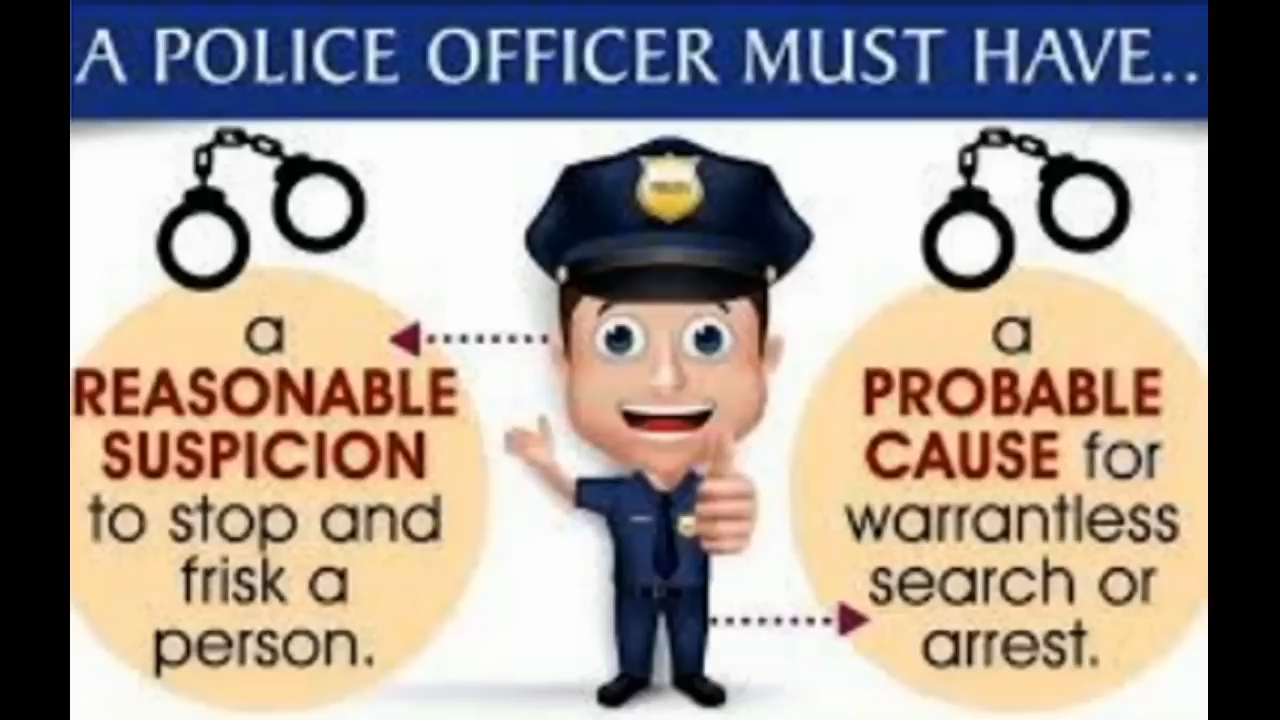 A POLICE OFFICER MUST HAVE..
a
REASONABLE
SUSPICION
to stop and
frisk a
person.
a
PROBABLE
CAUSE for
warrantless
search or
arrest.